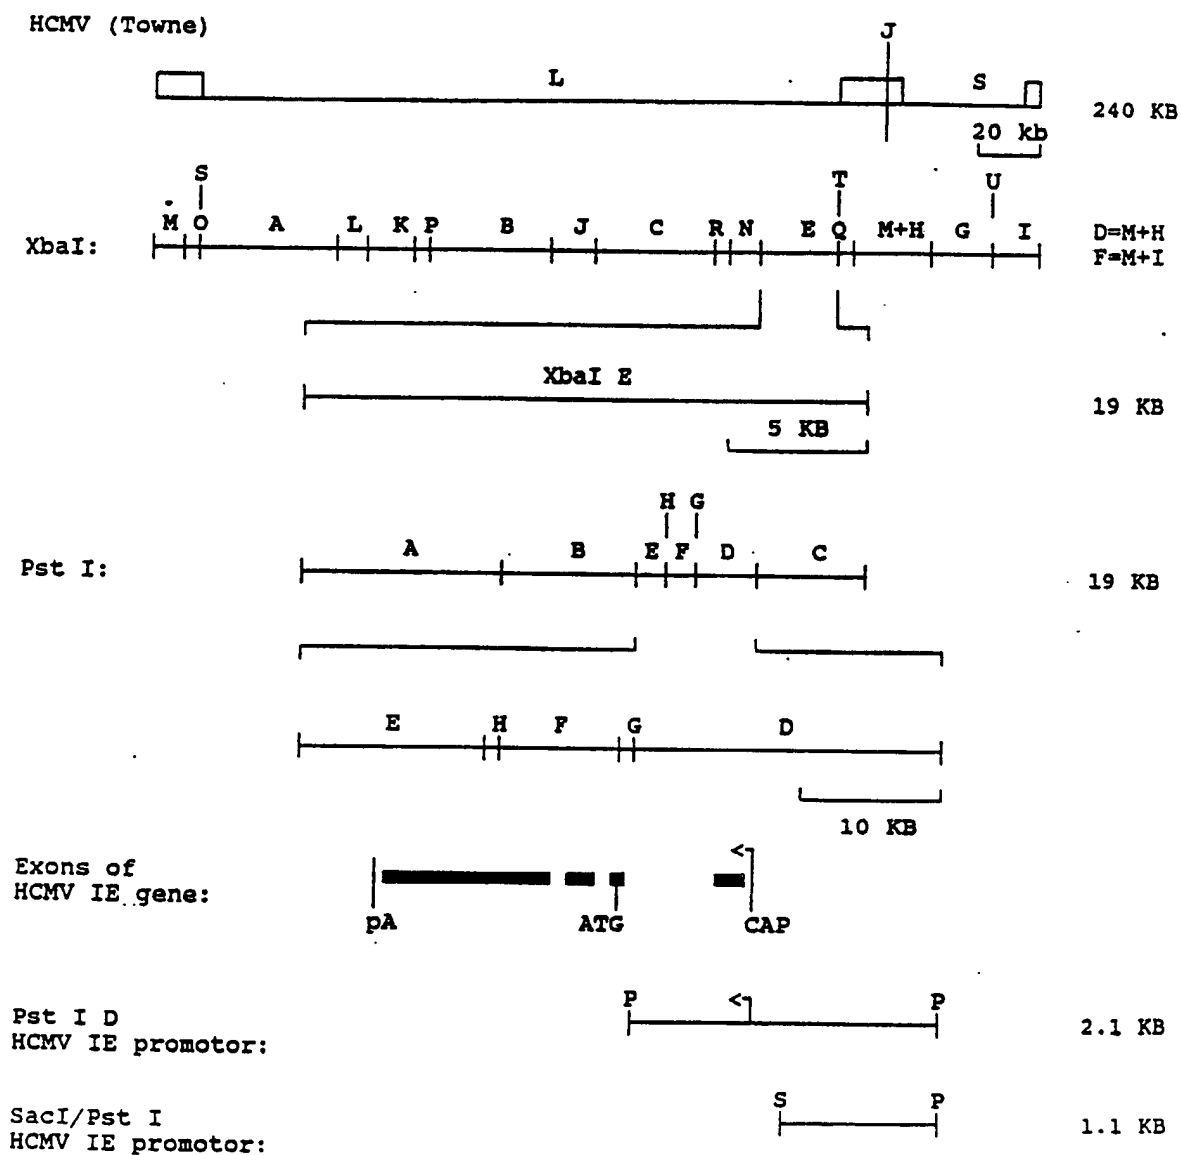 HCMV (Towne)
J
L
S
240 KB
20 kb
S
T
U
M O A L K P B J C R N E Q M+H G I
XbaI:
D=M+H
F=M+I
XbaI E
19 KB
5 KB
H G
A B E F D C
Pst I:
19 KB
E H F G D
10 KB
Exons of
HCMV IE gene:
<
pA
ATG
CAP
P < P
Pst I D
HCMV IE promotor:
2.1 KB
S P
SacI/Pst I
HCMV IE promotor:
1.1 KB